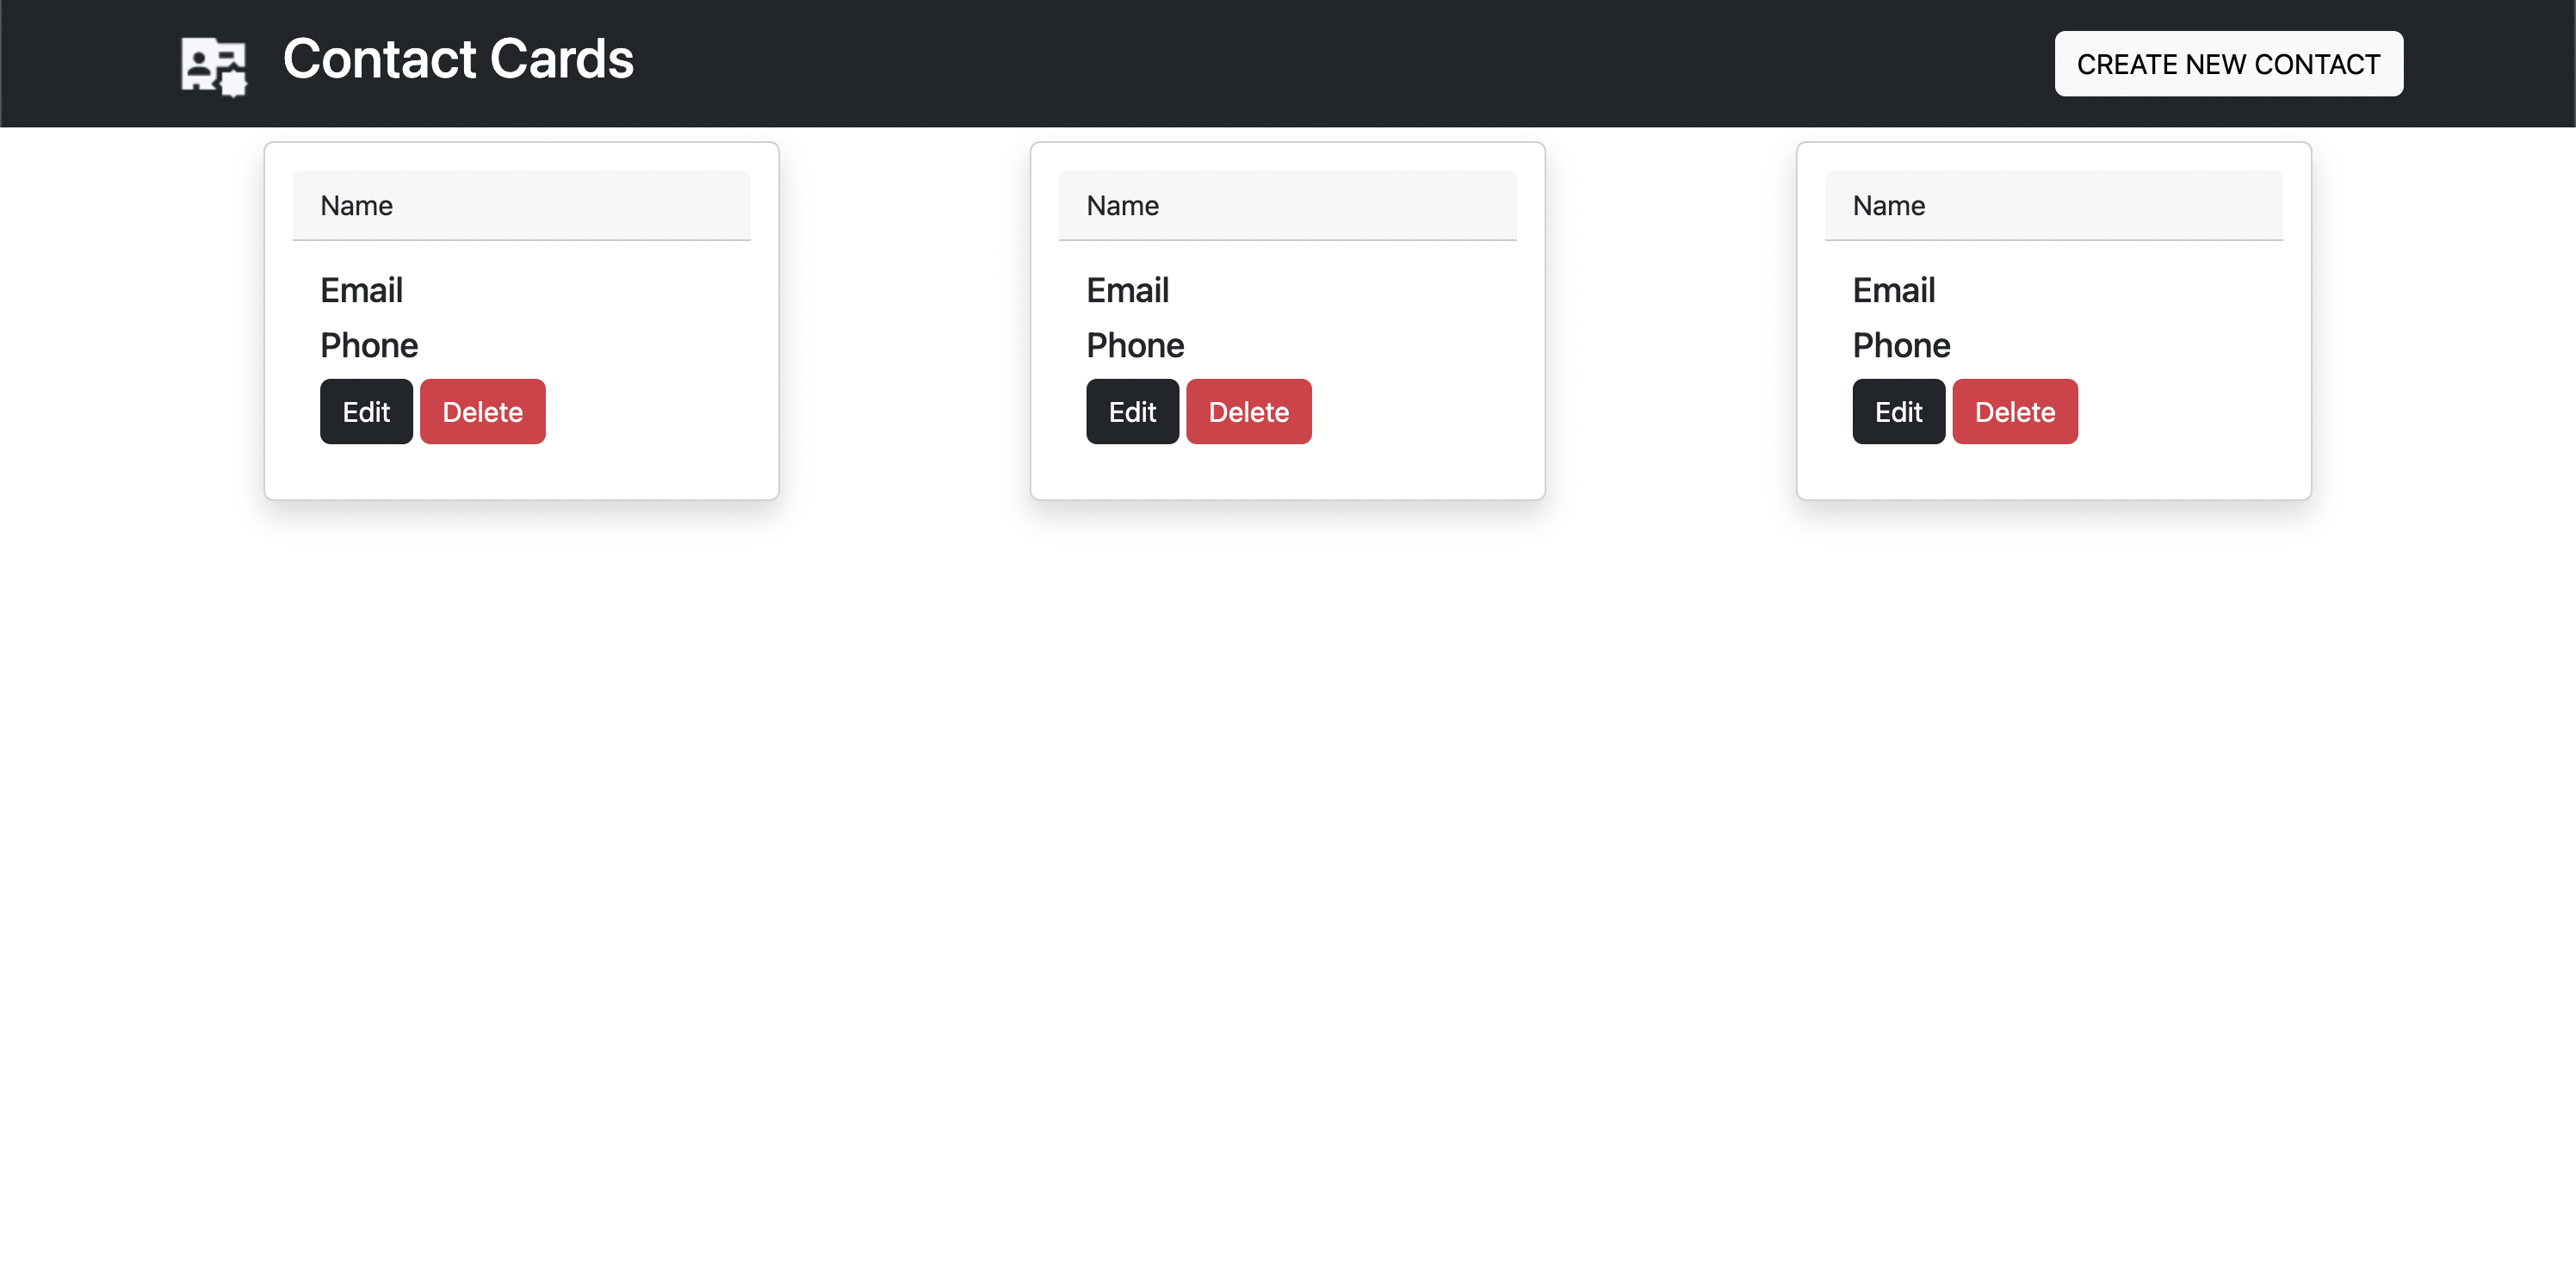 Contact Cards
CREATE NEW CONTACT
Name
Email
Phone
Edit Delete
Name
Email
Phone
Edit Delete
Name
Email
Phone
Edit Delete